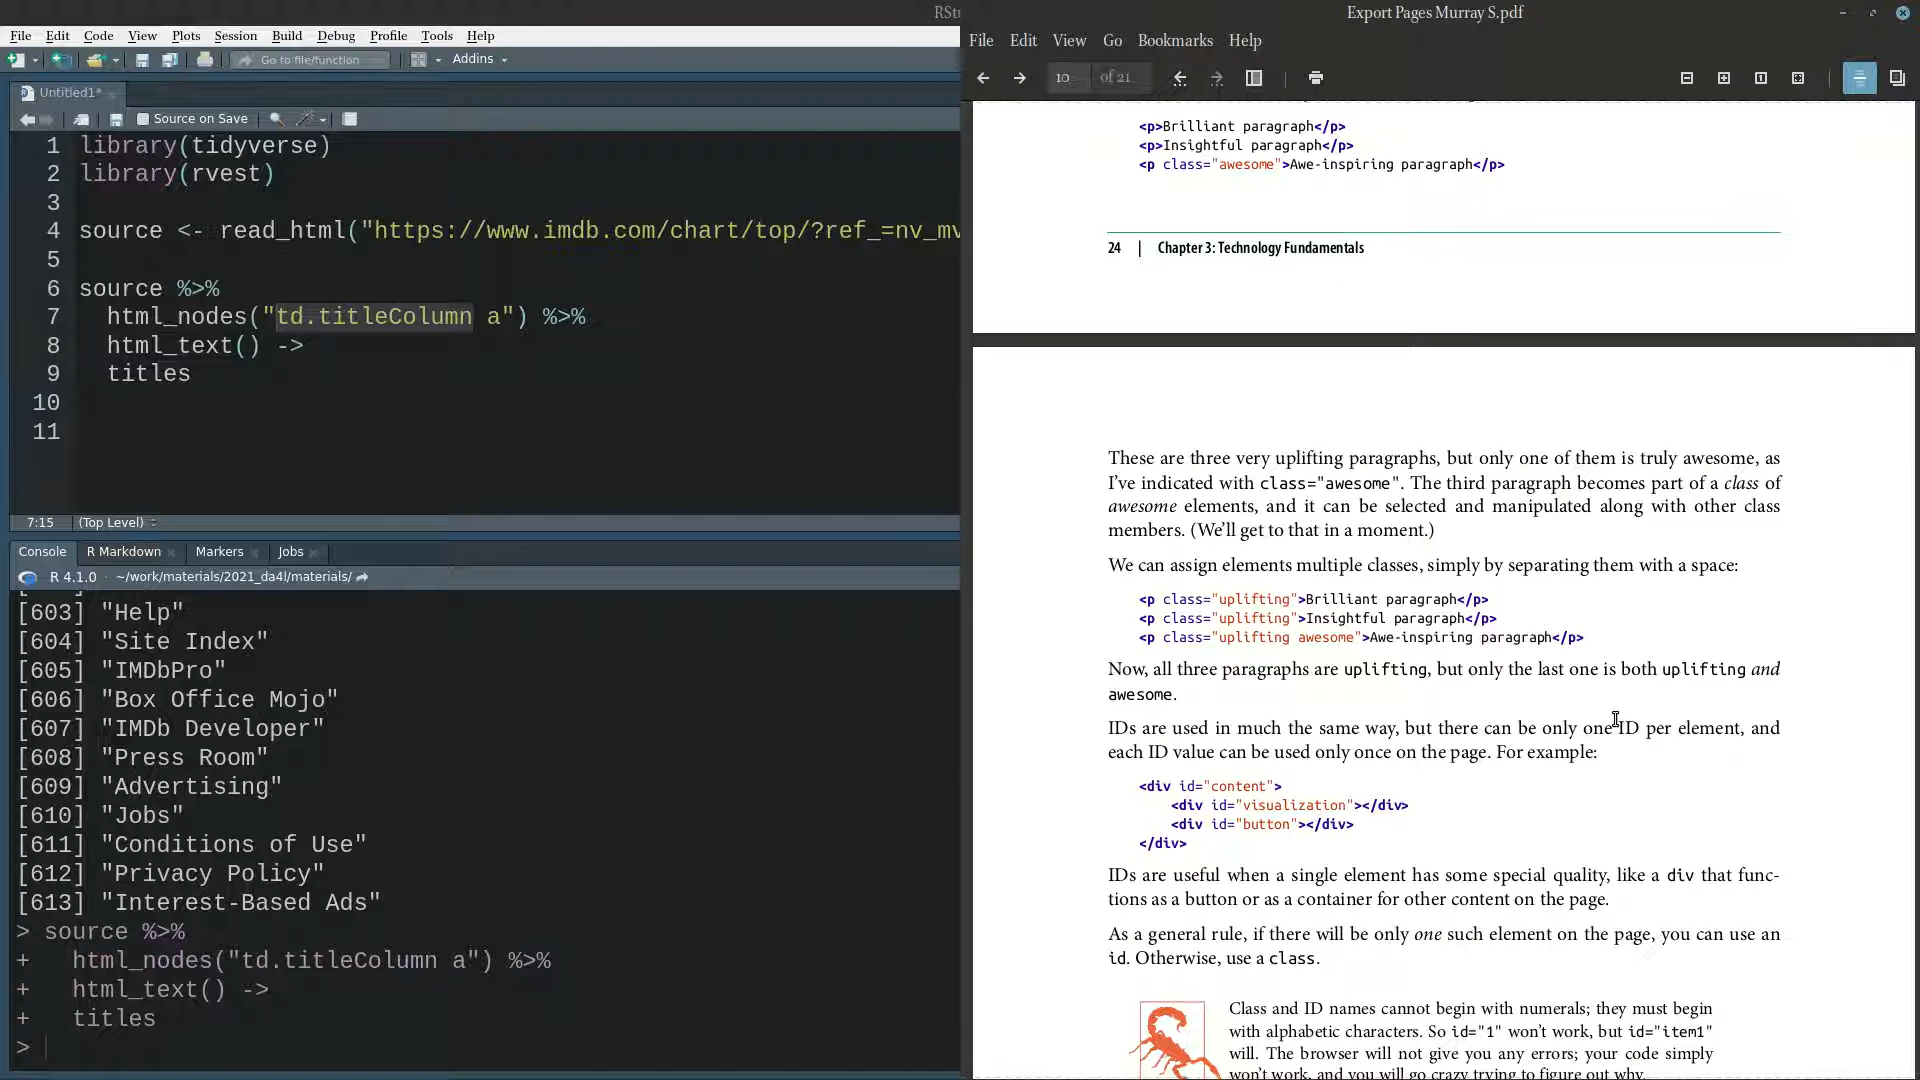 RStu
File Edit Code View Plots Session Build Debug Profile Tools Help
Go to file/function Addins
Untitled1*
Source on Save
1 library(tidyverse)
2 library(rvest)
3
4 source <- read_html("https://www.imdb.com/chart/top/?ref_=nv_mv
5
6 source %>%
7 html_nodes("td.titleColumn a") %>%
8 html_text() ->
9 titles
10
11
7:15 (Top Level)
Console R Markdown Markers Jobs
R 4.1.0 · ~/work/materials/2021_da4l/materials/
[603] "Help"
[604] "Site Index"
[605] "IMDbPro"
[606] "Box Office Mojo"
[607] "IMDb Developer"
[608] "Press Room"
[609] "Advertising"
[610] "Jobs"
[611] "Conditions of Use"
[612] "Privacy Policy"
[613] "Interest-Based Ads"
> source %>%
+ html_nodes("td.titleColumn a") %>%
+ html_text() ->
+ titles
>
Export Pages Murray S.pdf
File Edit View Go Bookmarks Help
10 of 21
<p>Brilliant paragraph</p>
<p>Insightful paragraph</p>
<p class="awesome">Awe-inspiring paragraph</p>
24 | Chapter 3: Technology Fundamentals
These are three very uplifting paragraphs, but only one of them is truly awesome, as
I've indicated with class="awesome". The third paragraph becomes part of a class of
awesome elements, and it can be selected and manipulated along with other class
members. (We'll get to that in a moment.)
We can assign elements multiple classes, simply by separating them with a space:
<p class="uplifting">Brilliant paragraph</p>
<p class="uplifting">Insightful paragraph</p>
<p class="uplifting awesome">Awe-inspiring paragraph</p>
Now, all three paragraphs are uplifting, but only the last one is both uplifting and
awesome.
IDs are used in much the same way, but there can be only one ID per element, and
each ID value can be used only once on the page. For example:
<div id="content">
<div id="visualization"></div>
<div id="button"></div>
</div>
IDs are useful when a single element has some special quality, like a div that func-
tions as a button or as a container for other content on the page.
As a general rule, if there will be only one such element on the page, you can use an
id. Otherwise, use a class.
Class and ID names cannot begin with numerals; they must begin
with alphabetic characters. So id="1" won't work, but id="item1"
will. The browser will not give you any errors; your code simply
won't work, and you will go crazy trying to figure out why.